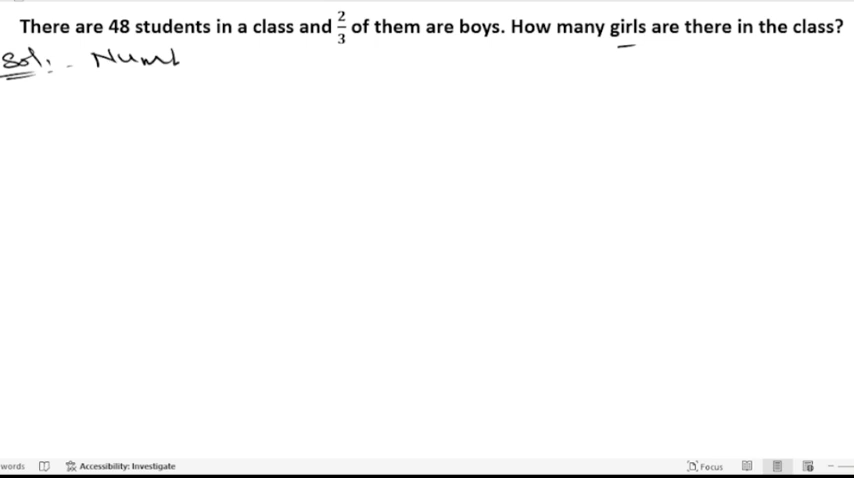 There are 48 students in a class and 2/3 of them are boys. How many girls are there in the class?
Sol:- Numb
words Accessibility: Investigate Focus